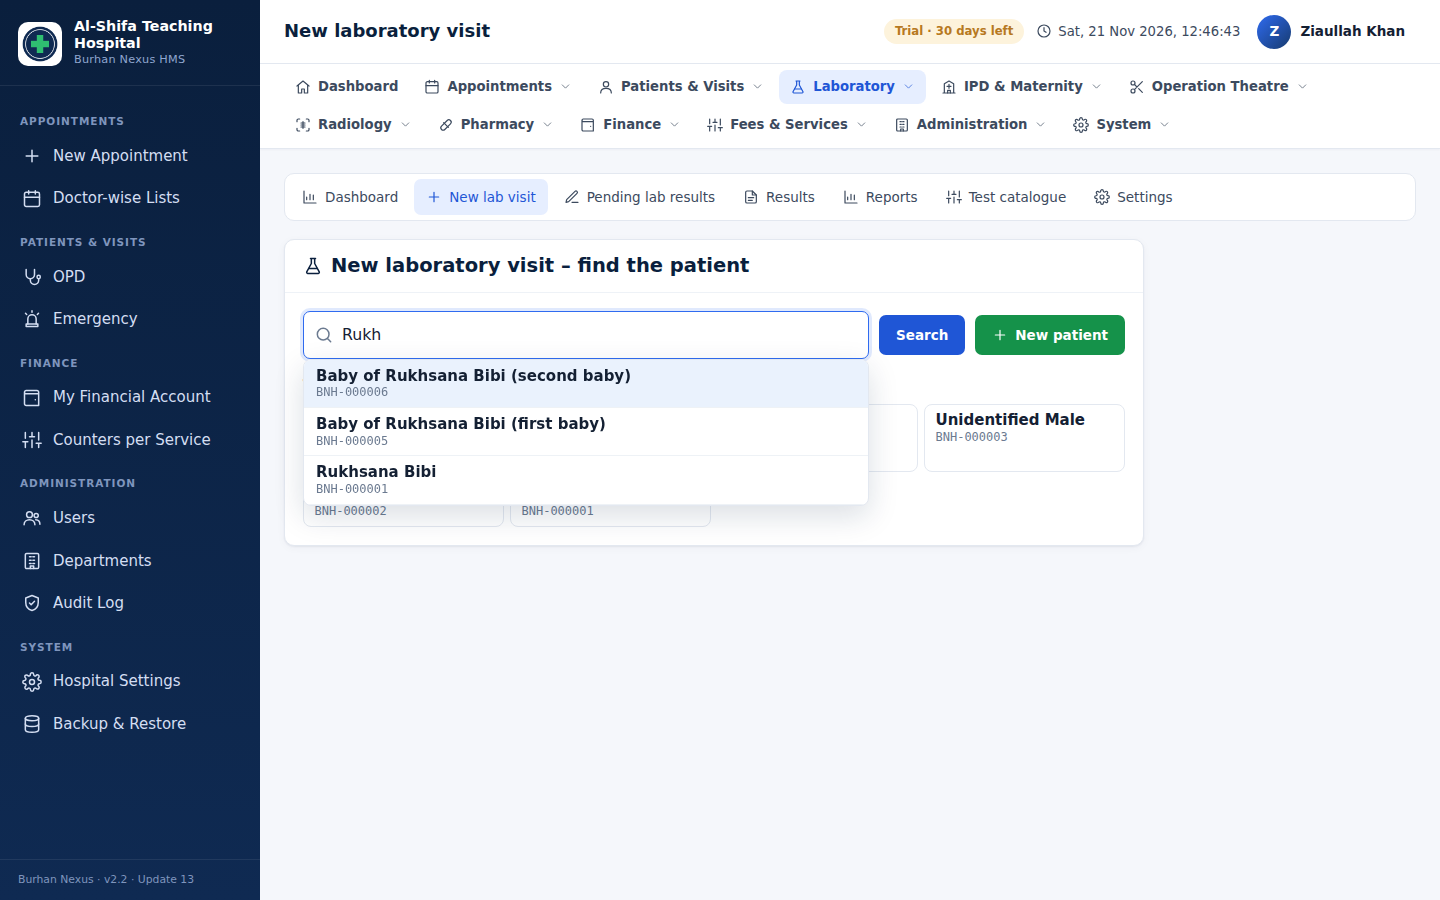 Al-Shifa Teaching
Hospital
Burhan Nexus HMS
APPOINTMENTS
New Appointment
Doctor-wise Lists
PATIENTS & VISITS
OPD
Emergency
FINANCE
My Financial Account
Counters per Service
ADMINISTRATION
Users
Departments
Audit Log
SYSTEM
Hospital Settings
Backup & Restore
Burhan Nexus · v2.2 · Update 13
New laboratory visit
Trial · 30 days left
Sat, 21 Nov 2026, 12:46:43
Z
Ziaullah Khan
Dashboard
Appointments
Patients & Visits
Laboratory
IPD & Maternity
Operation Theatre
Radiology
Pharmacy
Finance
Fees & Services
Administration
System
Dashboard
New lab visit
Pending lab results
Results
Reports
Test catalogue
Settings
New laboratory visit – find the patient
Rukh
Search
New patient
Baby of Rukhsana Bibi (second baby)
BNH-000006
Baby of Rukhsana Bibi (first baby)
BNH-000005
Rukhsana Bibi
BNH-000001
Unidentified Male
BNH-000003
BNH-000002
BNH-000001